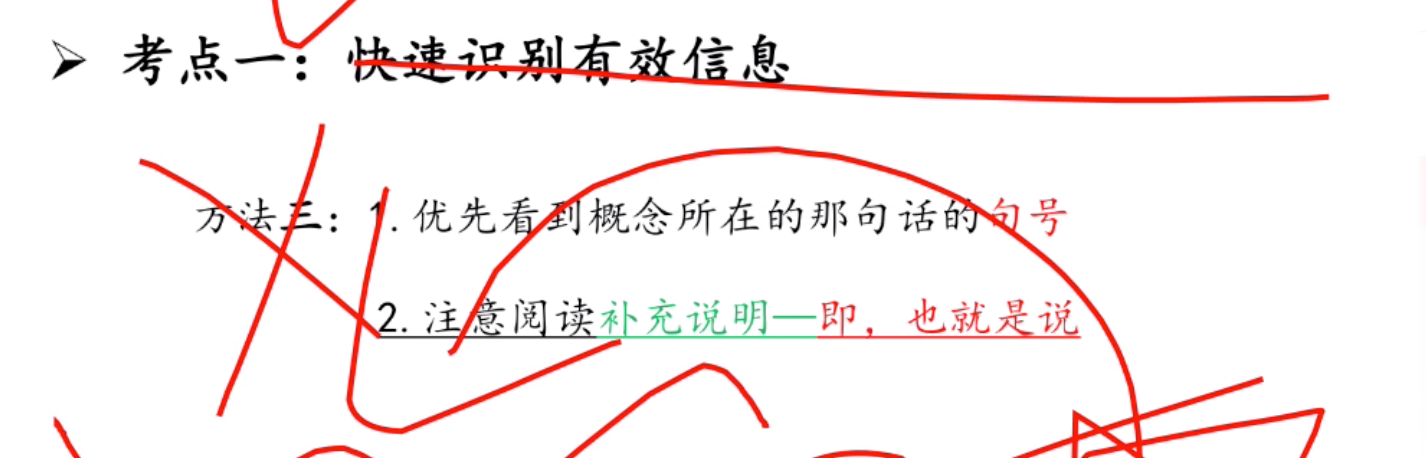 考点一：快速识别有效信息
方法三：1.优先看到概念所在的那句话的句号
2.注意阅读补充说明—即，也就是说